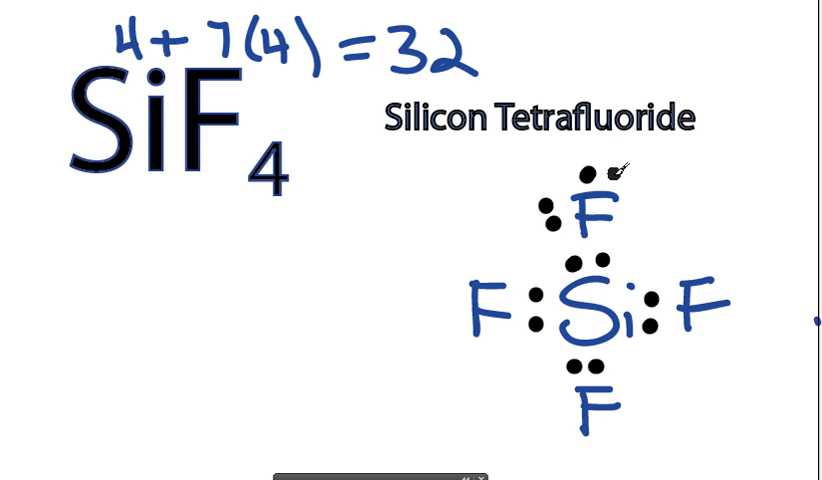 4 + 7(4) = 32
SiF4
Silicon Tetrafluoride
F
F Si F
F